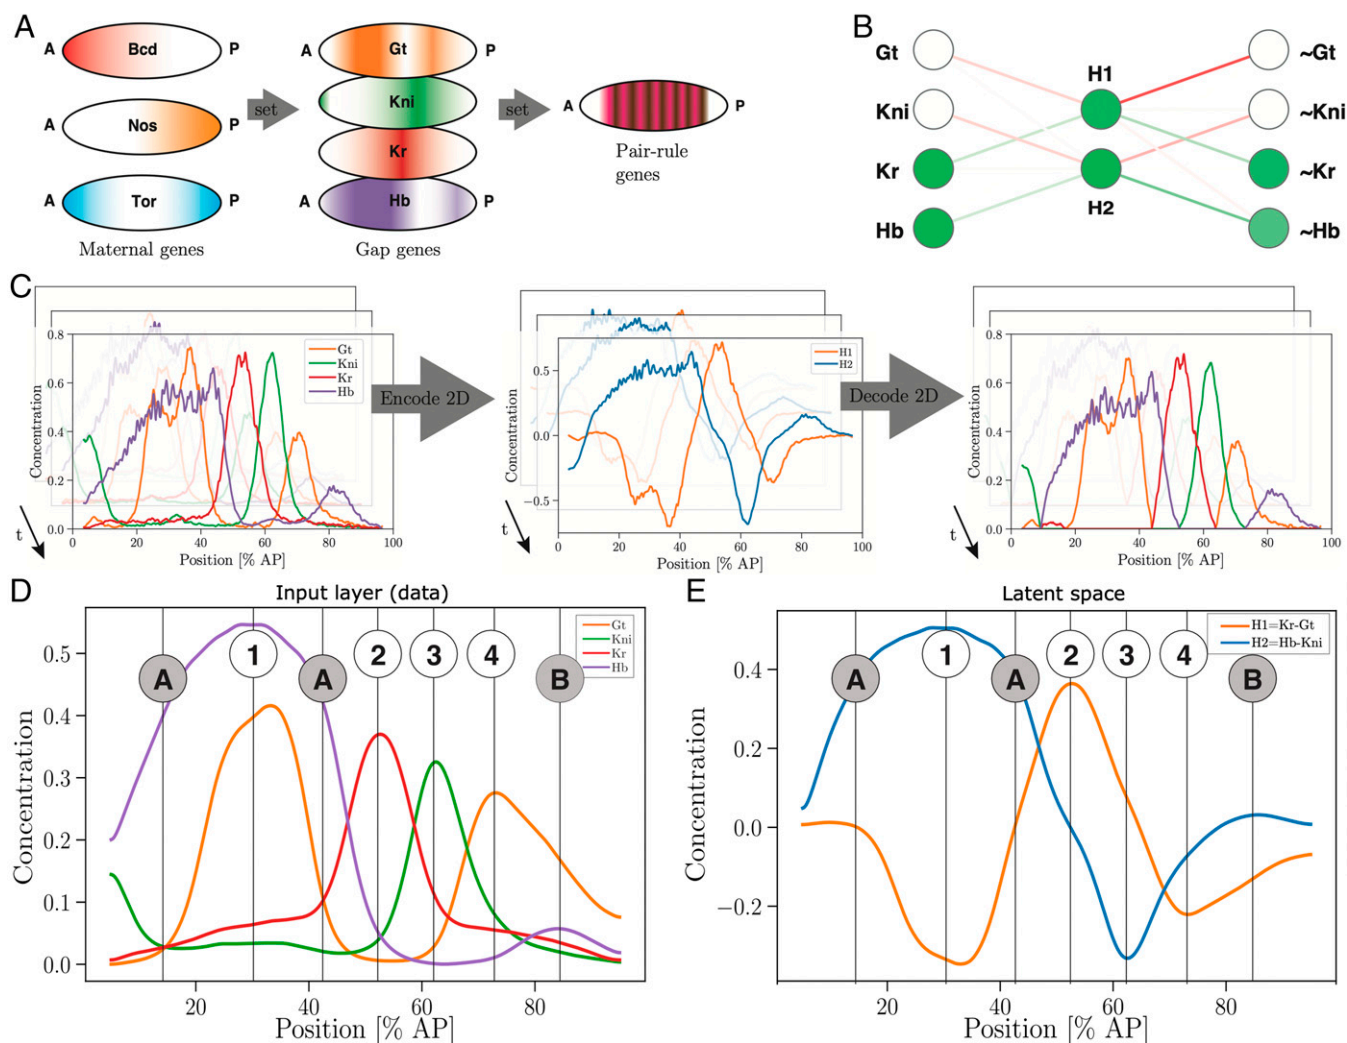 A
A
Bcd
A
Nos
P
A
Tor
P
Maternal genes
set
A
Gt
P
Kni
Kr
A
Hb
P
Gap genes
set
A
P
Pair-rule
genes
B
Gt
Kni
Kr
Hb
H1
H2
~Gt
~Kni
~Kr
~Hb
C
Concentration
0.8
0.6
0.4
0.2
0.0
Gt
Kni
Kr
Hb
0
20
40
60
80
100
Position [% AP]
t
Encode 2D
Concentration
0.5
0.0
−0.5
H1
H2
0
20
40
60
80
100
Position [% AP]
t
Decode 2D
Concentration
0.8
0.6
0.4
0.2
0.0
0
20
40
60
80
100
Position [% AP]
t
D
Input layer (data)
Concentration
0.5
0.4
0.3
0.2
0.1
0.0
A
1
A
2
3
4
B
Gt
Kni
Kr
Hb
20
40
60
80
Position [% AP]
E
Latent space
Concentration
0.4
0.2
0.0
−0.2
A
1
A
2
3
4
B
H1=Kr-Gt
H2=Hb-Kni
20
40
60
80
Position [% AP]